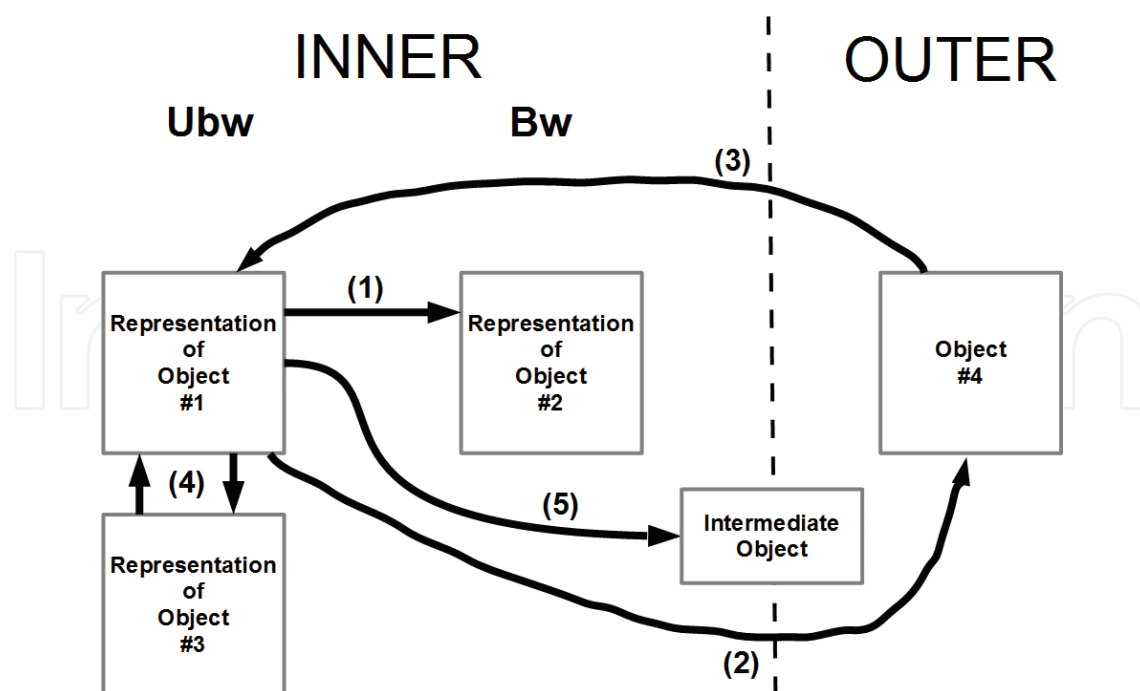 INNER
OUTER
Ubw
Bw
(3)
(1)
Representation
of
Object
#1
Representation
of
Object
#2
Object
#4
(4)
(5)
Intermediate
Object
Representation
of
Object
#3
(2)